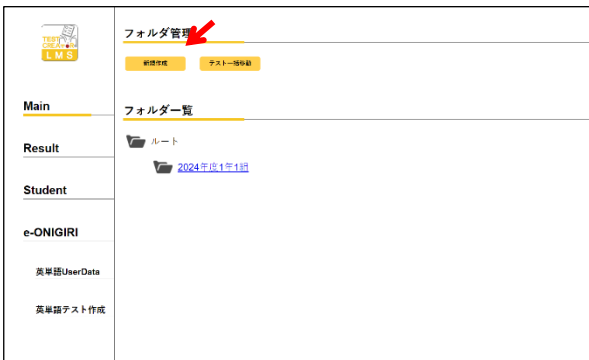 TEST
CREATOR
LMS
フォルダ管理
新規作成
テスト一括移動
Main
フォルダ一覧
ルート
Result
2024年度1年1組
Student
e-ONIGIRI
英単語UserData
英単語テスト作成